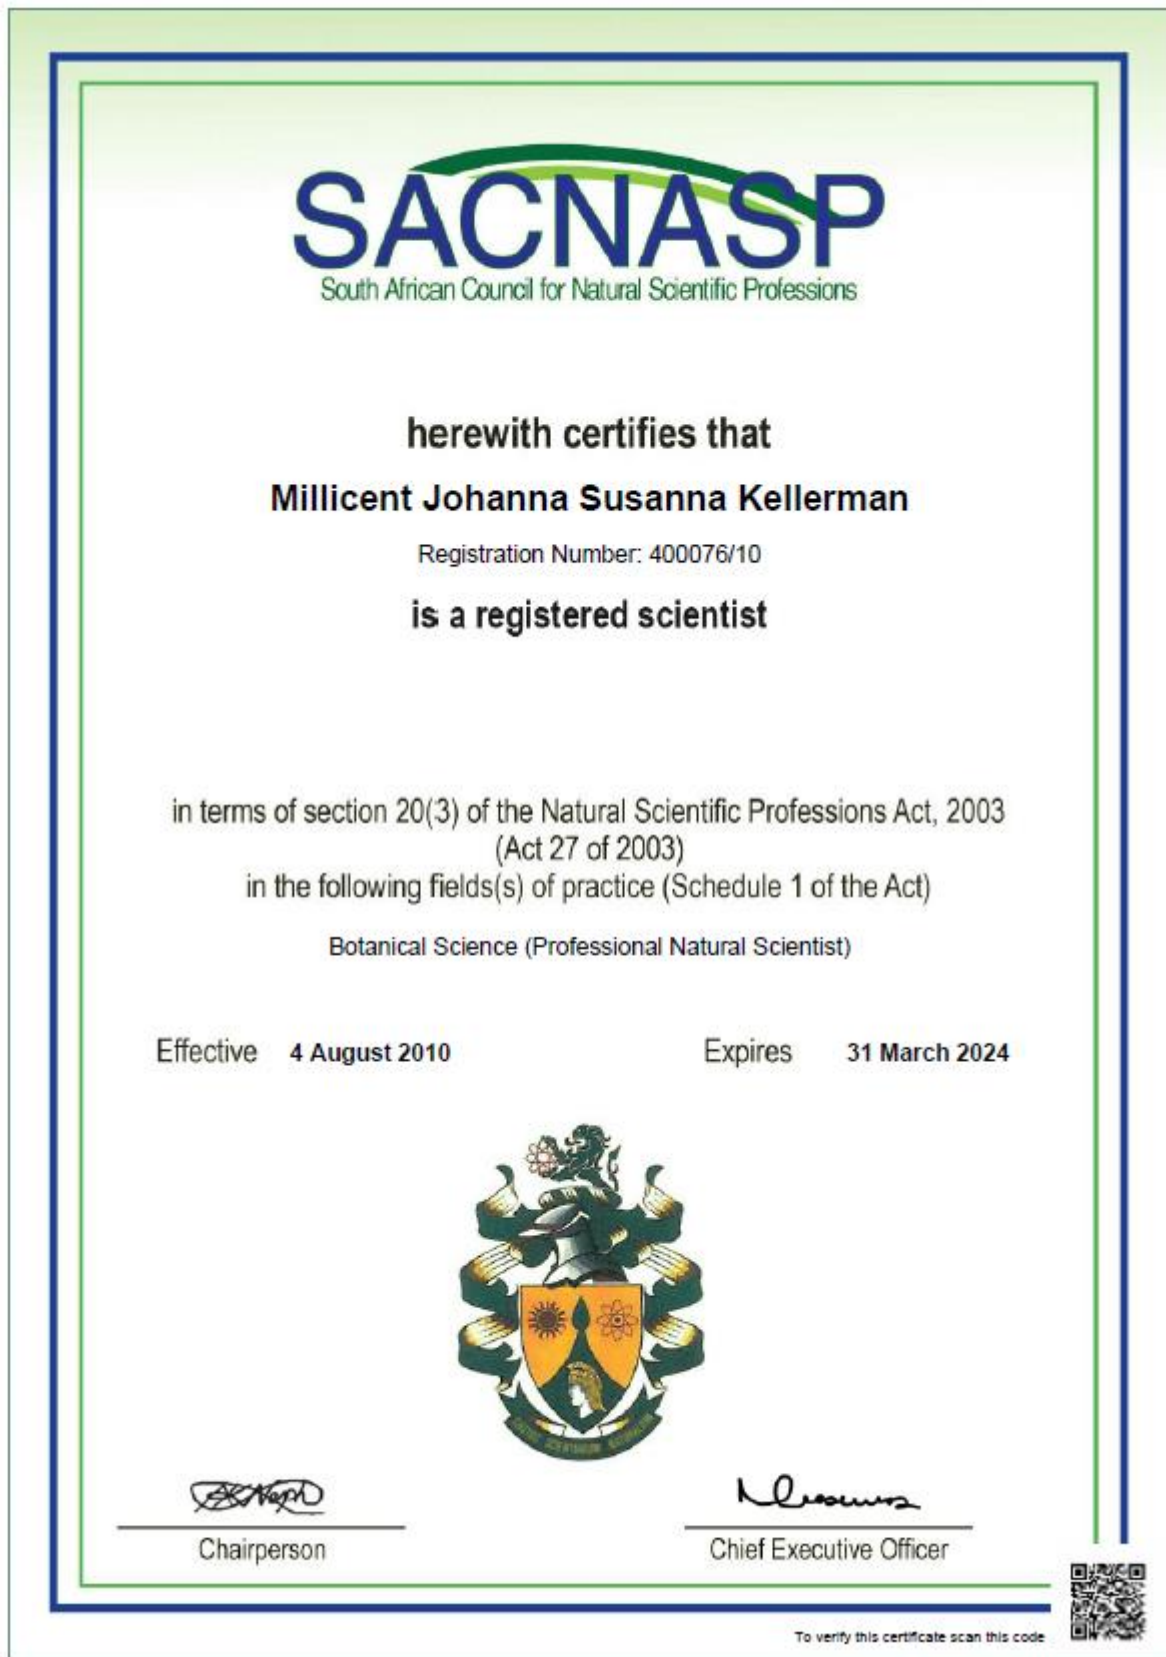 SACNASP
South African Council for Natural Scientific Professions
herewith certifies that
Millicent Johanna Susanna Kellerman
Registration Number: 400076/10
is a registered scientist
in terms of section 20(3) of the Natural Scientific Professions Act, 2003
(Act 27 of 2003)
in the following fields(s) of practice (Schedule 1 of the Act)
Botanical Science (Professional Natural Scientist)
Effective 4 August 2010 Expires 31 March 2024
Chairperson Chief Executive Officer
To verify this certificate scan this code